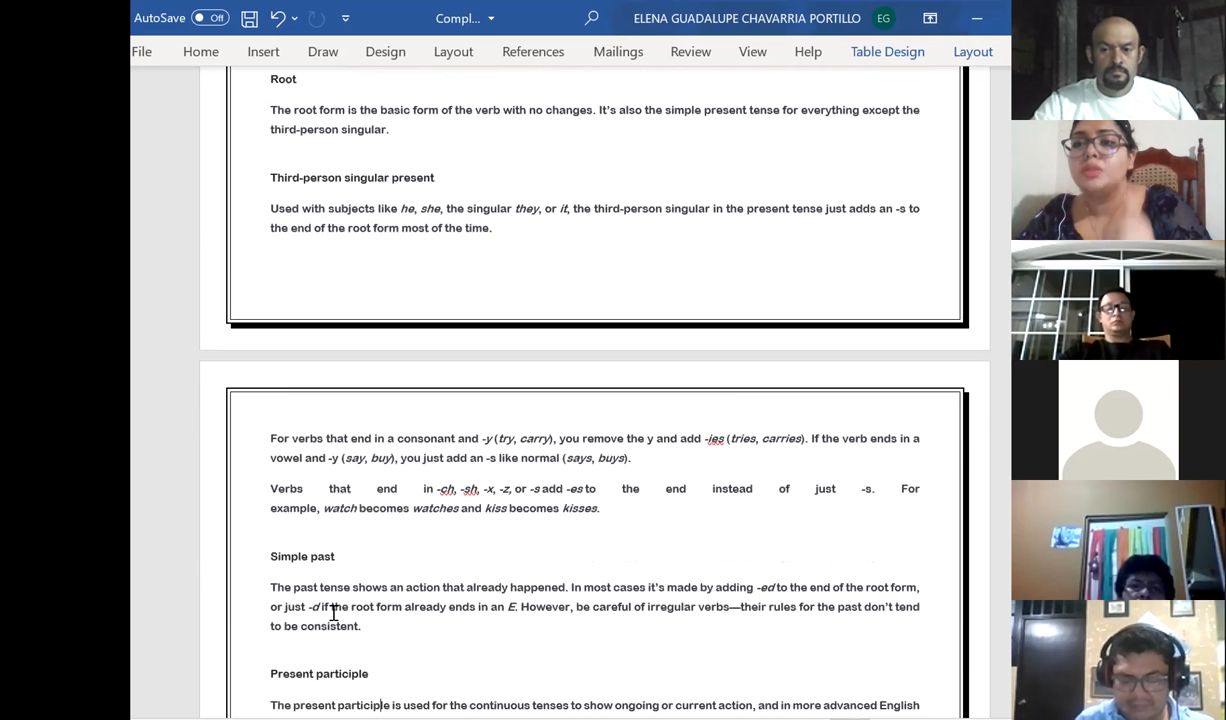 AutoSave Off Compl... ELENA GUADALUPE CHAVARRIA PORTILLO EG
File Home Insert Draw Design Layout References Mailings Review View Help Table Design Layout
Root
The root form is the basic form of the verb with no changes. It’s also the simple present tense for everything except the
third-person singular.
Third-person singular present
Used with subjects like he, she, the singular they, or it, the third-person singular in the present tense just adds an -s to
the end of the root form most of the time.
For verbs that end in a consonant and -y (try, carry), you remove the y and add -ies (tries, carries). If the verb ends in a
vowel and -y (say, buy), you just add an -s like normal (says, buys).
Verbs that end in -ch, -sh, -x, -z, or -s add -es to the end instead of just -s. For
example, watch becomes watches and kiss becomes kisses.
Simple past
The past tense shows an action that already happened. In most cases it’s made by adding -ed to the end of the root form,
or just -d if the root form already ends in an E. However, be careful of irregular verbs—their rules for the past don’t tend
to be consistent.
Present participle
The present participle is used for the continuous tenses to show ongoing or current action, and in more advanced English